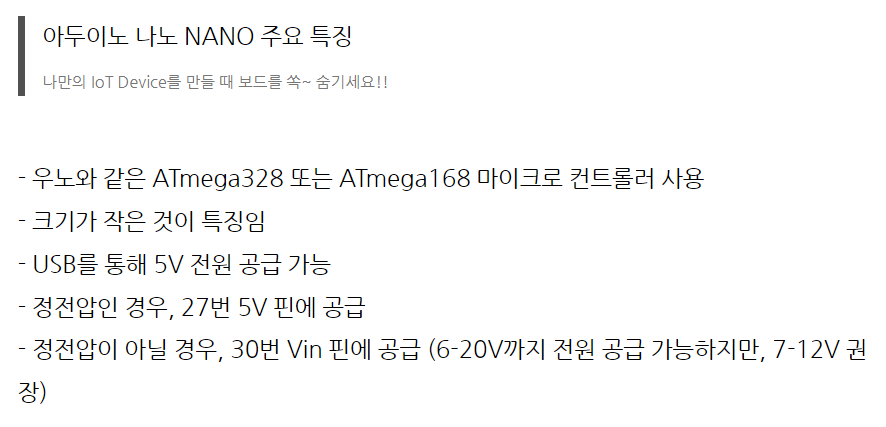 아두이노 나노 NANO 주요 특징
나만의 IoT Device를 만들 때 보드를 쏙~ 숨기세요!!
- 우노와 같은 ATmega328 또는 ATmega168 마이크로 컨트롤러 사용
- 크기가 작은 것이 특징임
- USB를 통해 5V 전원 공급 가능
- 정전압인 경우, 27번 5V 핀에 공급
- 정전압이 아닐 경우, 30번 Vin 핀에 공급 (6-20V까지 전원 공급 가능하지만, 7-12V 권
장)